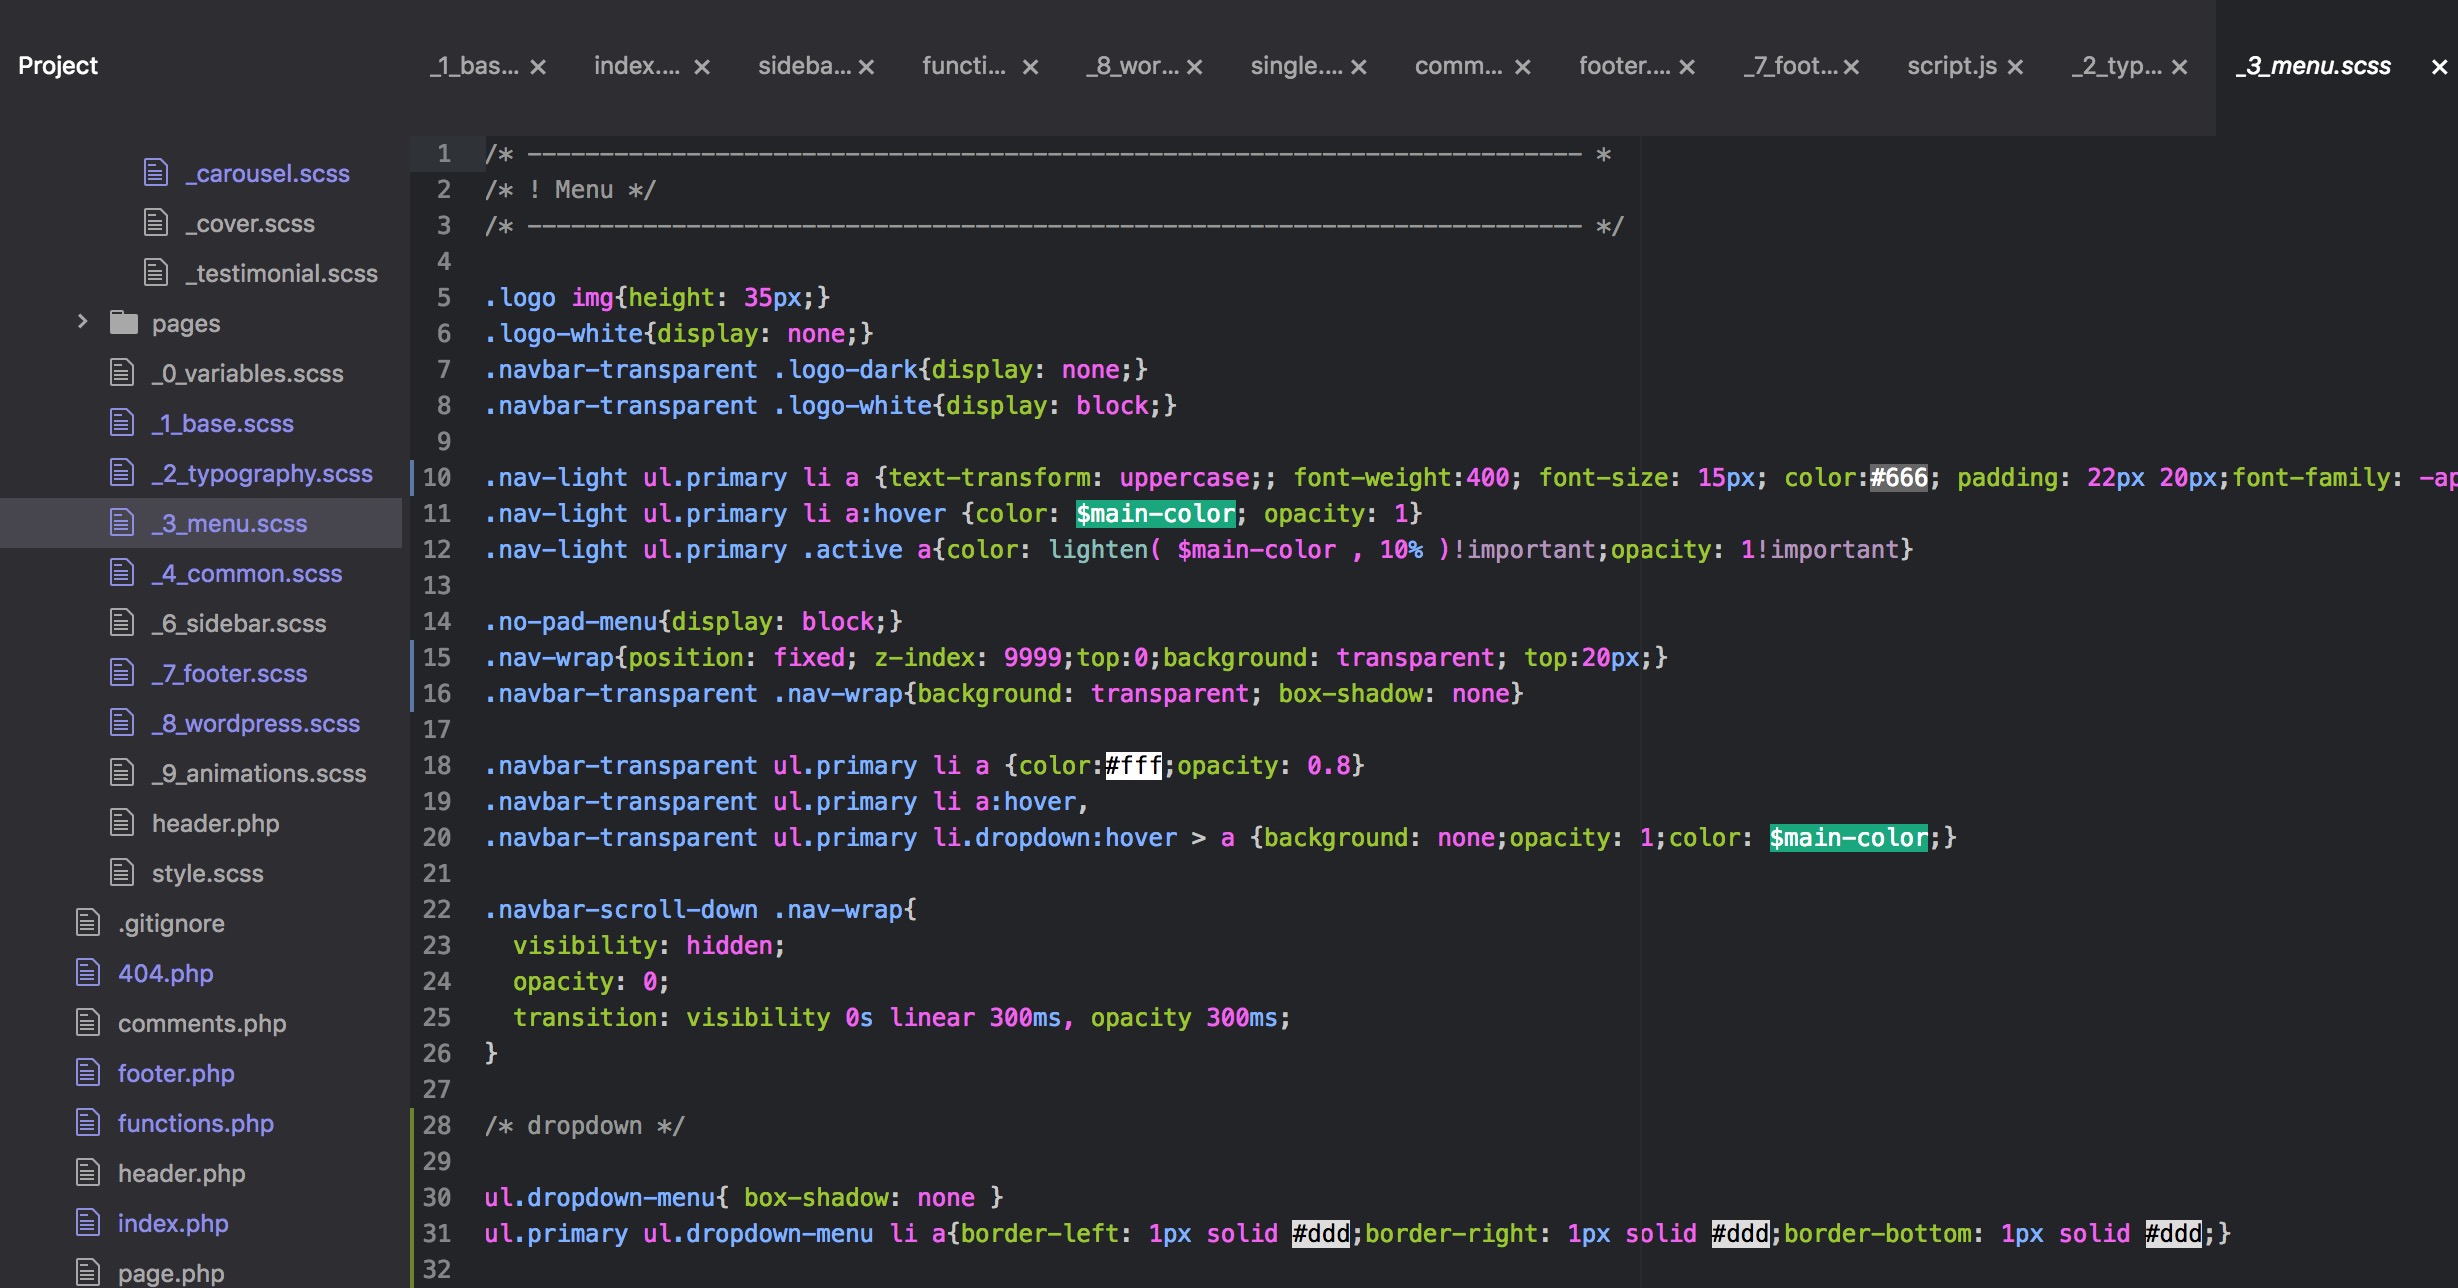 Project
_1_bas... × index.... × sideba... × functi... × _8_wor... × single.... × comm... × footer.... × _7_foot... × script.js × _2_typ... × _3_menu.scss ×
_carousel.scss
_cover.scss
_testimonial.scss
pages
_0_variables.scss
_1_base.scss
_2_typography.scss
_3_menu.scss
_4_common.scss
_6_sidebar.scss
_7_footer.scss
_8_wordpress.scss
_9_animations.scss
header.php
style.scss
.gitignore
404.php
comments.php
footer.php
functions.php
header.php
index.php
page.php
1 /* ------------------------------------------------------------------------- *
2 /* ! Menu */
3 /* ------------------------------------------------------------------------- */
4
5 .logo img{height: 35px;}
6 .logo-white{display: none;}
7 .navbar-transparent .logo-dark{display: none;}
8 .navbar-transparent .logo-white{display: block;}
9
10 .nav-light ul.primary li a {text-transform: uppercase;; font-weight:400; font-size: 15px; color:#666; padding: 22px 20px;font-family: -ap
11 .nav-light ul.primary li a:hover {color: $main-color; opacity: 1}
12 .nav-light ul.primary .active a{color: lighten( $main-color , 10% )!important;opacity: 1!important}
13
14 .no-pad-menu{display: block;}
15 .nav-wrap{position: fixed; z-index: 9999;top:0;background: transparent; top:20px;}
16 .navbar-transparent .nav-wrap{background: transparent; box-shadow: none}
17
18 .navbar-transparent ul.primary li a {color:#fff;opacity: 0.8}
19 .navbar-transparent ul.primary li a:hover,
20 .navbar-transparent ul.primary li.dropdown:hover > a {background: none;opacity: 1;color: $main-color;}
21
22 .navbar-scroll-down .nav-wrap{
23 visibility: hidden;
24 opacity: 0;
25 transition: visibility 0s linear 300ms, opacity 300ms;
26 }
27
28 /* dropdown */
29
30 ul.dropdown-menu{ box-shadow: none }
31 ul.primary ul.dropdown-menu li a{border-left: 1px solid #ddd;border-right: 1px solid #ddd;border-bottom: 1px solid #ddd;}
32